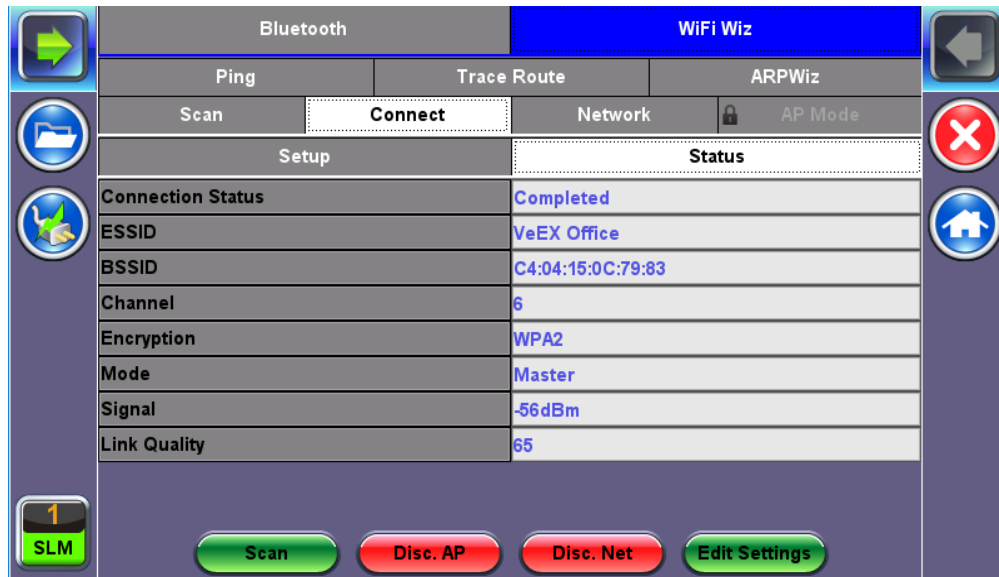 Bluetooth WiFi Wiz
Ping Trace Route ARPWiz
Scan Connect Network AP Mode
Setup Status
Connection Status Completed
ESSID VeEX Office
BSSID C4:04:15:0C:79:83
Channel 6
Encryption WPA2
Mode Master
Signal -56dBm
Link Quality 65
1
SLM
Scan Disc. AP Disc. Net Edit Settings